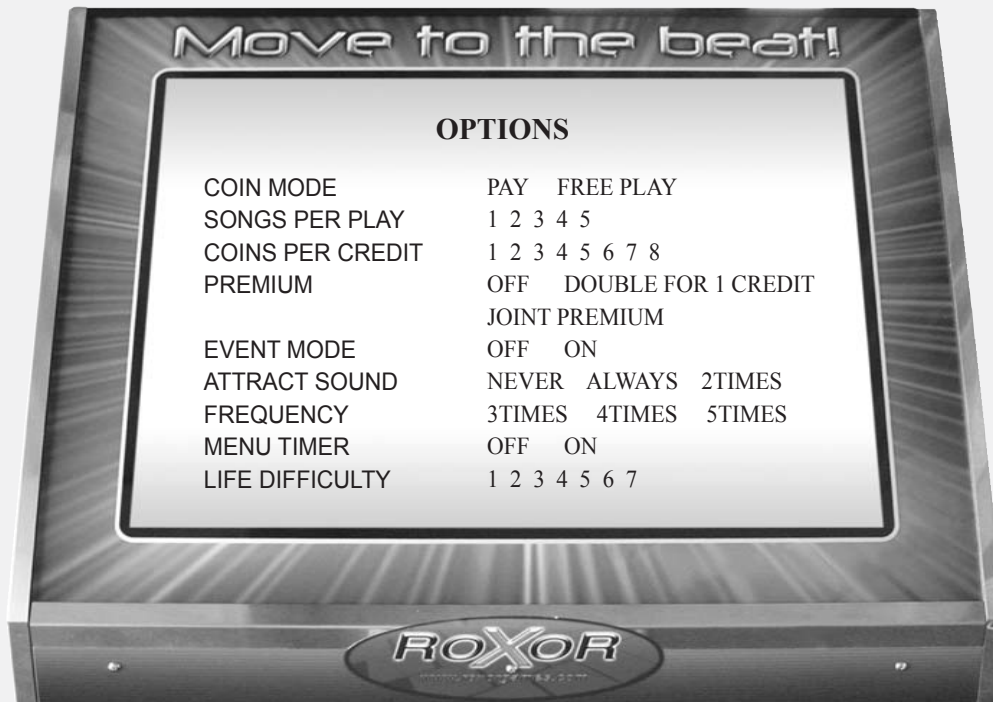 Move to the beat!
OPTIONS
COIN MODE PAY FREE PLAY
SONGS PER PLAY 1 2 3 4 5
COINS PER CREDIT 1 2 3 4 5 6 7 8
PREMIUM OFF DOUBLE FOR 1 CREDIT
JOINT PREMIUM
EVENT MODE OFF ON
ATTRACT SOUND NEVER ALWAYS 2TIMES
FREQUENCY 3TIMES 4TIMES 5TIMES
MENU TIMER OFF ON
LIFE DIFFICULTY 1 2 3 4 5 6 7
ROXOR
www.roxorgames.com